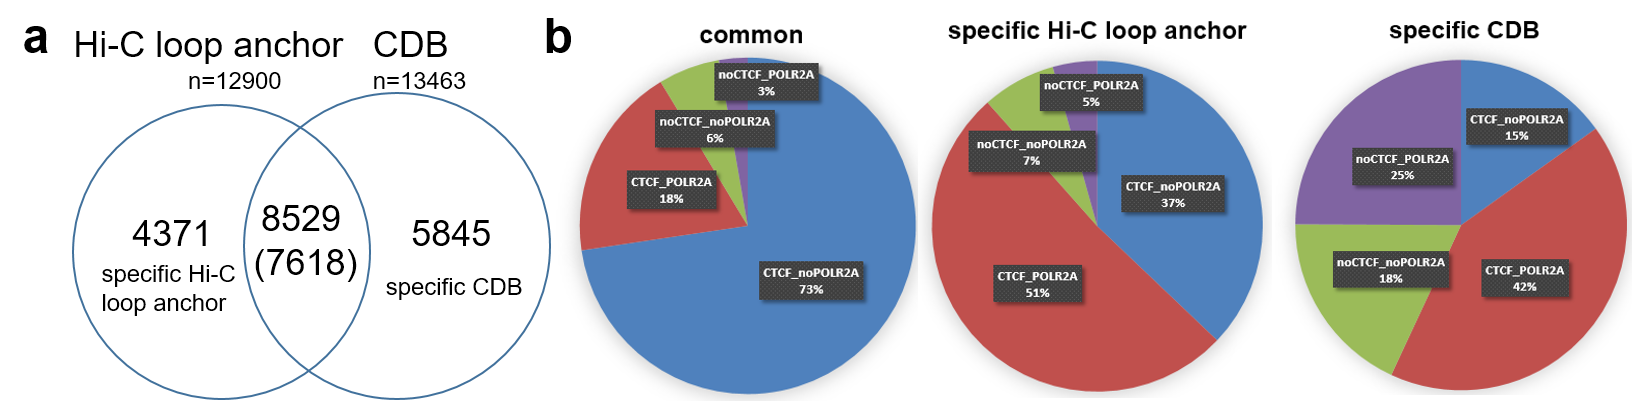 a
Hi-C loop anchor
n=12900
CDB
n=13463
4371
specific Hi-C
loop anchor
8529
(7618)
5845
specific CDB
b
common
noCTCF_POLR2A
3%
noCTCF_noPOLR2A
6%
CTCF_POLR2A
18%
CTCF_noPOLR2A
73%
specific Hi-C loop anchor
noCTCF_POLR2A
5%
noCTCF_noPOLR2A
7%
CTCF_noPOLR2A
37%
CTCF_POLR2A
51%
specific CDB
CTCF_noPOLR2A
15%
noCTCF_POLR2A
25%
noCTCF_noPOLR2A
18%
CTCF_POLR2A
42%